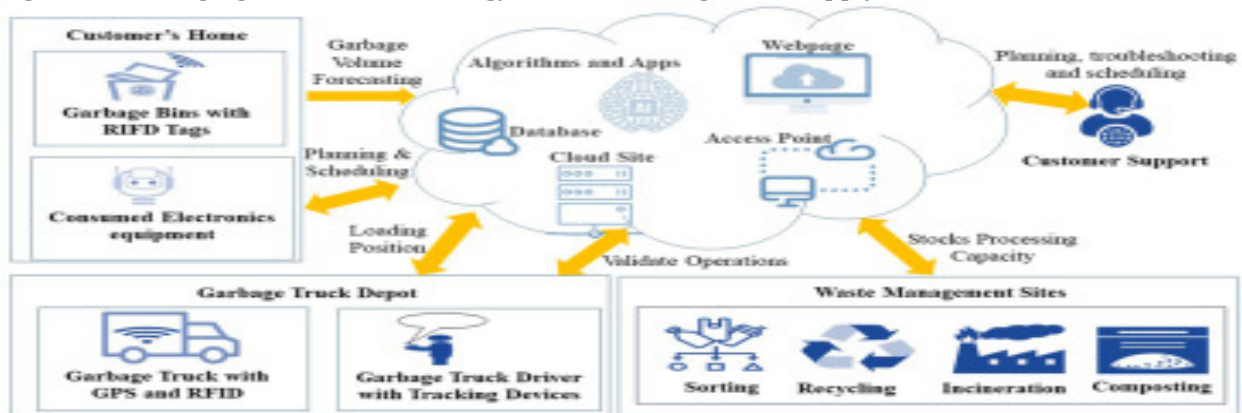 Customer's Home
Garbage Bins with
RIFD Tags
Consumed Electronics
equipment
Garbage
Volume
Forecasting
Planning &
Scheduling
Loading
Position
Algorithms and Apps
Database
Cloud Site
Webpage
Access Point
Planning, troubleshooting
and scheduling
Customer Support
Validate Operations
Stocks Processing
Capacity
Garbage Truck Depot
Garbage Truck with
GPS and RFID
Garbage Truck Driver
with Tracking Devices
Waste Management Sites
Sorting
Recycling
Incineration
Composting